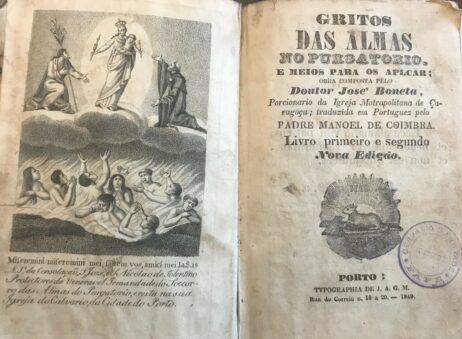 Miseremini miseremini mei, saltem vos, amici mei Ja.S. 19
N.S. da Consolação, S. Jozé, e S. Nicolao de Tolentino
Protectores da Veneravel Irmandade do Soccor-
ro das Almas do Purgatorio, erecta na sua
Igreja do Calvario da Cidade do Porto.
GRITOS
DAS ALMAS
NO PURGATORIO,
E MEIOS PARA OS APLCAR;
OBRA COMPOSTA PELO
Doutor Jose' Boneta,
Porcionario da Igreja Motrapolitana de Ça-
ragoça; traduzida em Portuguez pelo
PADRE MANOEL DE COIMBRA.
Livro primeiro e segundo
Nova Edição.
PORTO:
TYPOGRAPHIA DE J. A. G. M.
Rua do Correio n. 18 a 20. — 1849.